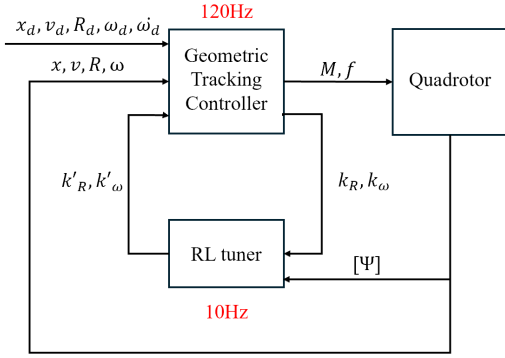 120Hz
x_d, v_d, R_d, ω_d, ω̇_d
x, v, R, ω
Geometric
Tracking
Controller
M, f
Quadrotor
k'_R, k'_ω
k_R, k_ω
RL tuner
[Ψ]
10Hz